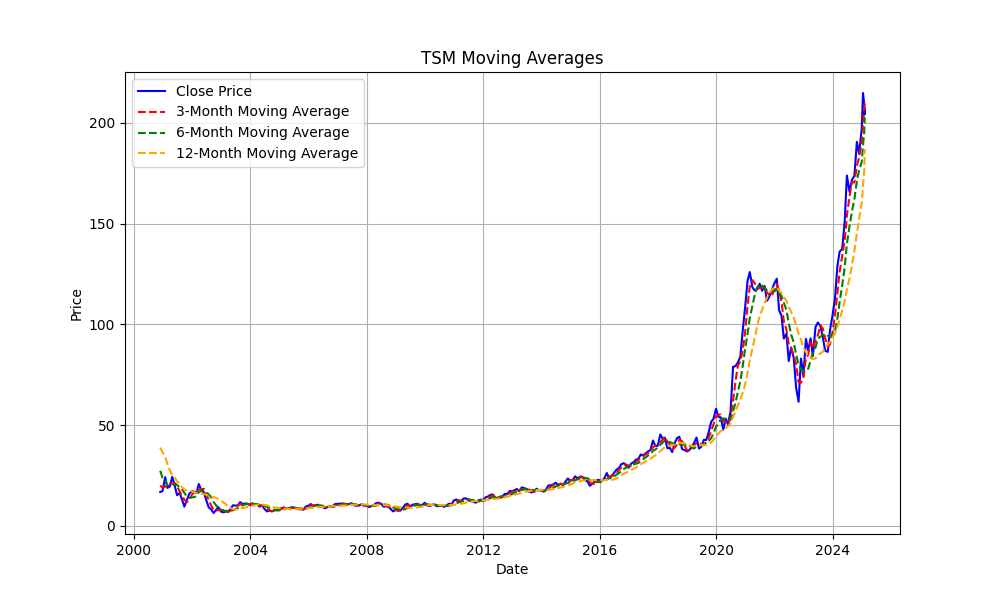 TSM Moving Averages
Close Price
3-Month Moving Average
6-Month Moving Average
12-Month Moving Average
Price
200
150
100
50
0
2000 2004 2008 2012 2016 2020 2024
Date